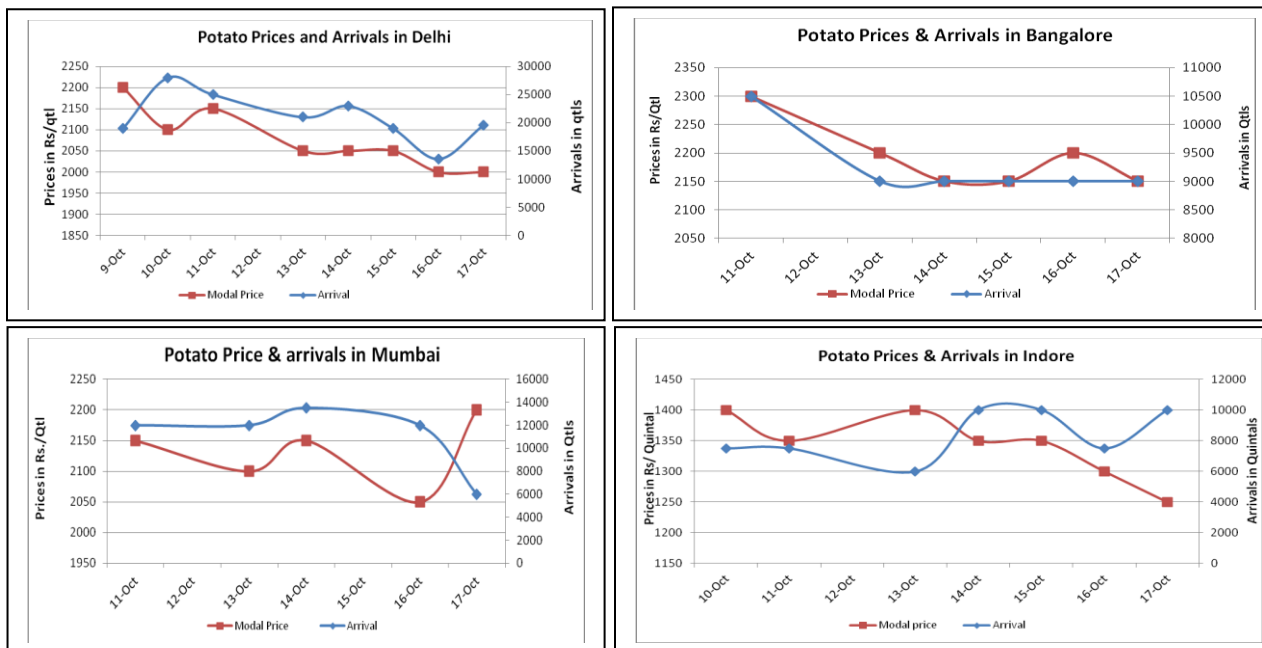 Potato Prices and Arrivals in Delhi
Prices in Rs/qtl
2250
2200
2150
2100
2050
2000
1950
1900
1850
30000
25000
20000
15000
10000
5000
0
Arrivals in qtls
9-Oct
10-Oct
11-Oct
12-Oct
13-Oct
14-Oct
15-Oct
16-Oct
17-Oct
Modal Price Arrival
Potato Prices & Arrivals in Bangalore
Prices in Rs/Qtl
2350
2300
2250
2200
2150
2100
2050
11000
10500
10000
9500
9000
8500
8000
Arrivals in Qtls
11-Oct
12-Oct
13-Oct
14-Oct
15-Oct
16-Oct
17-Oct
Modal Price Arrival
Potato Price & arrivals in Mumbai
Prices in Rs./Qtl
2250
2200
2150
2100
2050
2000
1950
16000
14000
12000
10000
8000
6000
4000
2000
0
Arrivals in Qtls
11-Oct
12-Oct
13-Oct
14-Oct
15-Oct
16-Oct
17-Oct
Modal Price Arrival
Potato Prices & Arrivals in Indore
Prices in Rs/ Quintal
1450
1400
1350
1300
1250
1200
1150
12000
10000
8000
6000
4000
2000
0
Arrivals in Quintals
10-Oct
11-Oct
12-Oct
13-Oct
14-Oct
15-Oct
16-Oct
17-Oct
Modal price Arrival